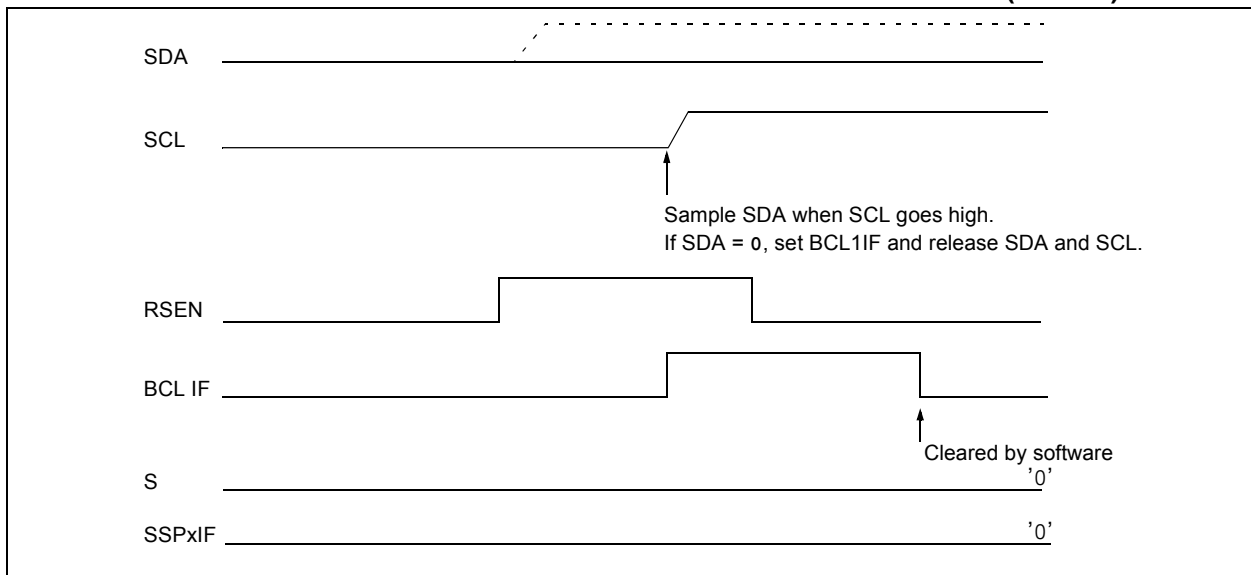 SDA
SCL
Sample SDA when SCL goes high.
If SDA = 0, set BCL1IF and release SDA and SCL.
RSEN
BCL IF
Cleared by software
S
'0'
SSPxIF
'0'